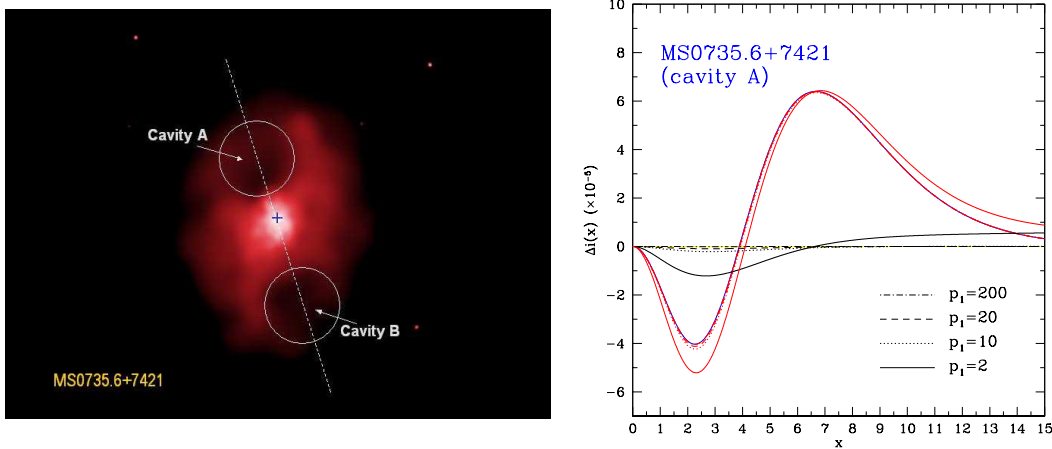 Cavity A
Cavity B
MS0735.6+7421
MS0735.6+7421
(cavity A)
Δi(x) (×10⁻⁵)
10
8
6
4
2
0
−2
−4
−6
p₁=200
p₁=20
p₁=10
p₁=2
0 1 2 3 4 5 6 7 8 9 10 11 12 13 14 15
x